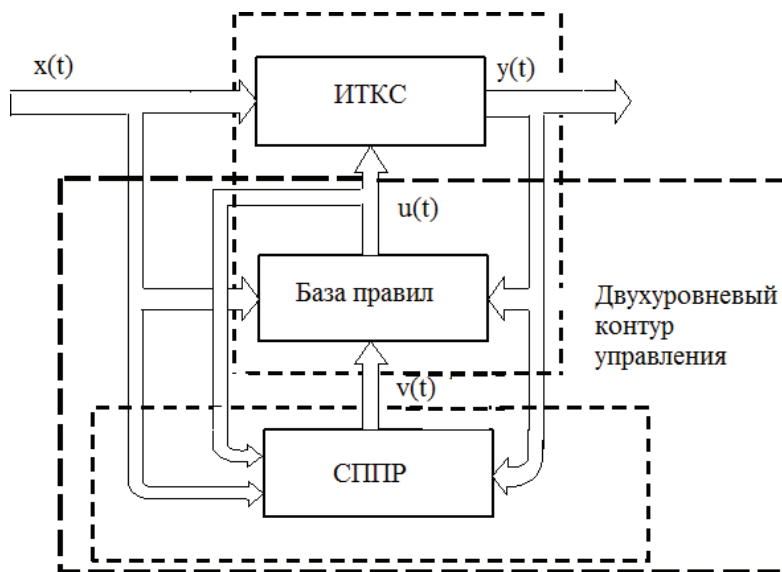 x(t)
ИТКС
y(t)
u(t)
База правил
Двухуровневый
контур
управления
v(t)
СППР